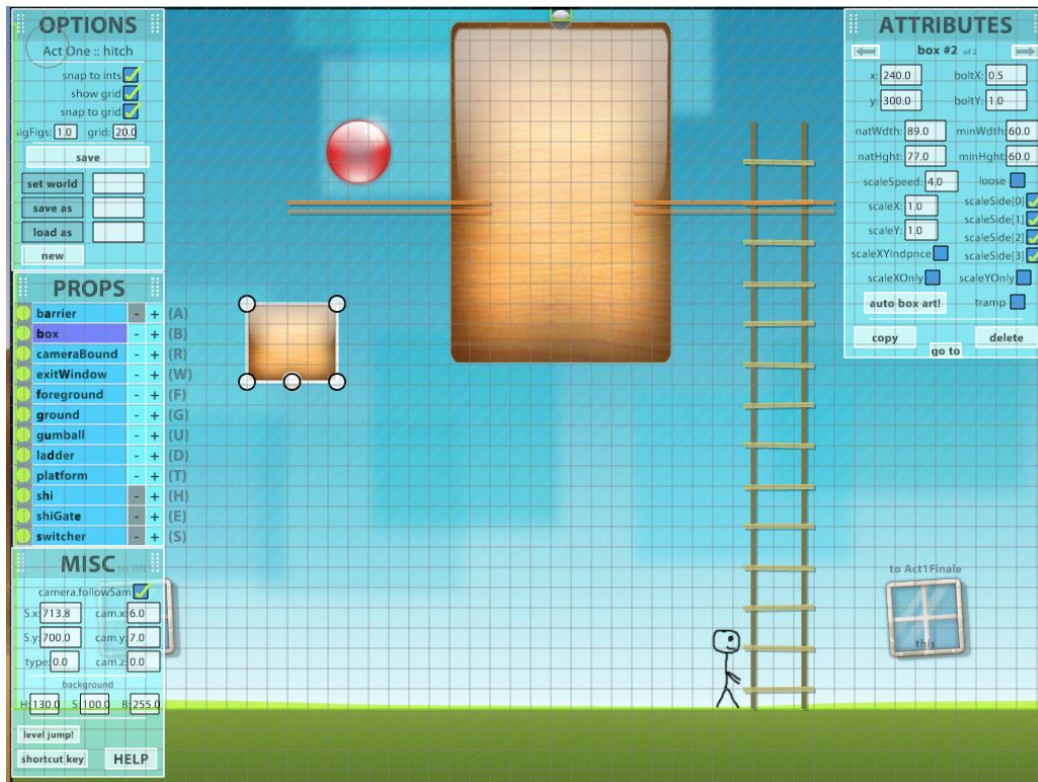 OPTIONS
Act One :: hitch
snap to ints
show grid
snap to grid
igFigs: 1.0 grid: 20.0
save
set world
save as
load as
new
PROPS
barrier - + (A)
box - + (B)
cameraBound - + (R)
exitWindow - + (W)
foreground - + (F)
ground - + (G)
gumball - + (U)
ladder - + (D)
platform - + (T)
shi - + (H)
shiGate - + (E)
switcher - + (S)
MISC
camera.followSam
S.x: 713.8 cam.x: 6.0
S.y: 700.0 cam.y: 7.0
type: 0.0 cam.z: 0.0
background
H: 130.0 S: 100.0 B: 255.0
level jump!
shortcut key
HELP
to Act1Finale
this
ATTRIBUTES
box #2 of 2
x: 240.0 boltX: 0.5
y: 300.0 boltY: 1.0
natWdth: 89.0 minWdth: 60.0
natHght: 77.0 minHght: 60.0
scaleSpeed: 4.0 loose
scaleX: 1.0 scaleSide[0]
scaleSide[1]
scaleY: 1.0 scaleSide[2]
scaleXYIndpnce scaleSide[3]
scaleXOnly scaleYOnly
auto box art! tramp
copy delete
go to